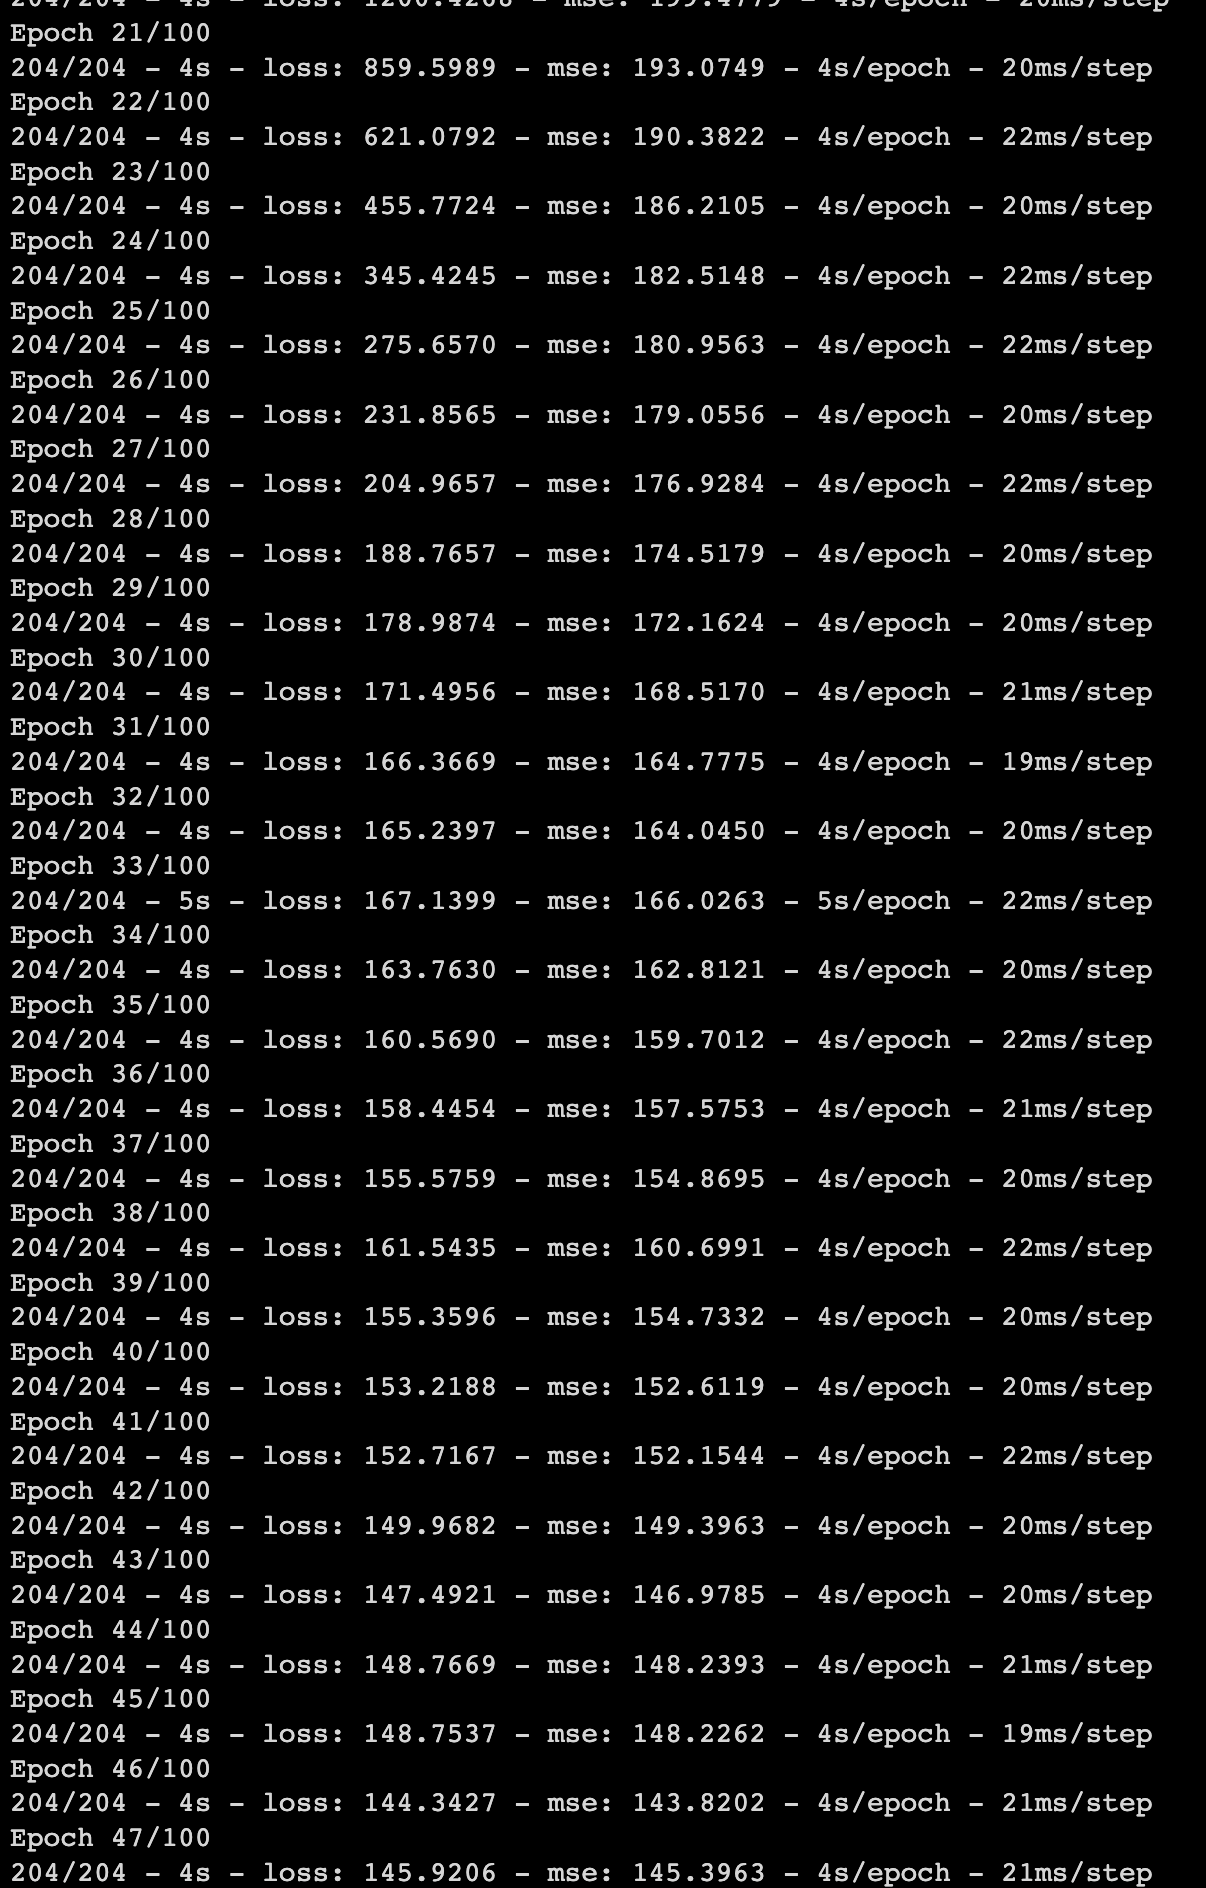 204/204 - 4s - loss: 1200.4268 - mse: 199.4779 - 4s/epoch - 20ms/step
Epoch 21/100
204/204 - 4s - loss: 859.5989 - mse: 193.0749 - 4s/epoch - 20ms/step
Epoch 22/100
204/204 - 4s - loss: 621.0792 - mse: 190.3822 - 4s/epoch - 22ms/step
Epoch 23/100
204/204 - 4s - loss: 455.7724 - mse: 186.2105 - 4s/epoch - 20ms/step
Epoch 24/100
204/204 - 4s - loss: 345.4245 - mse: 182.5148 - 4s/epoch - 22ms/step
Epoch 25/100
204/204 - 4s - loss: 275.6570 - mse: 180.9563 - 4s/epoch - 22ms/step
Epoch 26/100
204/204 - 4s - loss: 231.8565 - mse: 179.0556 - 4s/epoch - 20ms/step
Epoch 27/100
204/204 - 4s - loss: 204.9657 - mse: 176.9284 - 4s/epoch - 22ms/step
Epoch 28/100
204/204 - 4s - loss: 188.7657 - mse: 174.5179 - 4s/epoch - 20ms/step
Epoch 29/100
204/204 - 4s - loss: 178.9874 - mse: 172.1624 - 4s/epoch - 20ms/step
Epoch 30/100
204/204 - 4s - loss: 171.4956 - mse: 168.5170 - 4s/epoch - 21ms/step
Epoch 31/100
204/204 - 4s - loss: 166.3669 - mse: 164.7775 - 4s/epoch - 19ms/step
Epoch 32/100
204/204 - 4s - loss: 165.2397 - mse: 164.0450 - 4s/epoch - 20ms/step
Epoch 33/100
204/204 - 5s - loss: 167.1399 - mse: 166.0263 - 5s/epoch - 22ms/step
Epoch 34/100
204/204 - 4s - loss: 163.7630 - mse: 162.8121 - 4s/epoch - 20ms/step
Epoch 35/100
204/204 - 4s - loss: 160.5690 - mse: 159.7012 - 4s/epoch - 22ms/step
Epoch 36/100
204/204 - 4s - loss: 158.4454 - mse: 157.5753 - 4s/epoch - 21ms/step
Epoch 37/100
204/204 - 4s - loss: 155.5759 - mse: 154.8695 - 4s/epoch - 20ms/step
Epoch 38/100
204/204 - 4s - loss: 161.5435 - mse: 160.6991 - 4s/epoch - 22ms/step
Epoch 39/100
204/204 - 4s - loss: 155.3596 - mse: 154.7332 - 4s/epoch - 20ms/step
Epoch 40/100
204/204 - 4s - loss: 153.2188 - mse: 152.6119 - 4s/epoch - 20ms/step
Epoch 41/100
204/204 - 4s - loss: 152.7167 - mse: 152.1544 - 4s/epoch - 22ms/step
Epoch 42/100
204/204 - 4s - loss: 149.9682 - mse: 149.3963 - 4s/epoch - 20ms/step
Epoch 43/100
204/204 - 4s - loss: 147.4921 - mse: 146.9785 - 4s/epoch - 20ms/step
Epoch 44/100
204/204 - 4s - loss: 148.7669 - mse: 148.2393 - 4s/epoch - 21ms/step
Epoch 45/100
204/204 - 4s - loss: 148.7537 - mse: 148.2262 - 4s/epoch - 19ms/step
Epoch 46/100
204/204 - 4s - loss: 144.3427 - mse: 143.8202 - 4s/epoch - 21ms/step
Epoch 47/100
204/204 - 4s - loss: 145.9206 - mse: 145.3963 - 4s/epoch - 21ms/step